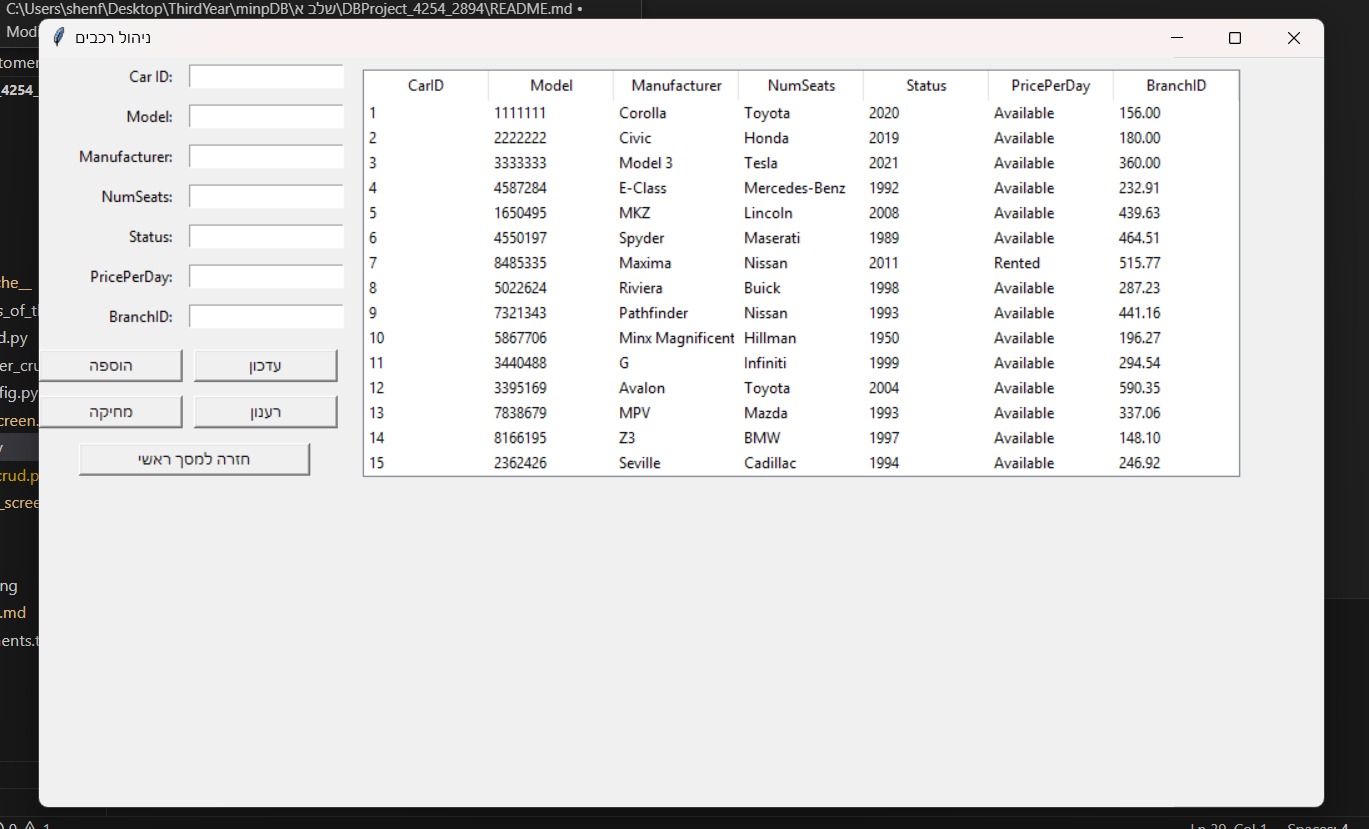 C:\Users\shenf\Desktop\ThirdYear\minpDB\שלב א\DBProject_4254_2894\README.md •
ניהול רכבים
Car ID:
Model:
Manufacturer:
NumSeats:
Status:
PricePerDay:
BranchID:
הוספה עדכון
מחיקה רענון
חזרה למסך ראשי
CarID Model Manufacturer NumSeats Status PricePerDay BranchID
1 1111111 Corolla Toyota 2020 Available 156.00
2 2222222 Civic Honda 2019 Available 180.00
3 3333333 Model 3 Tesla 2021 Available 360.00
4 4587284 E-Class Mercedes-Benz 1992 Available 232.91
5 1650495 MKZ Lincoln 2008 Available 439.63
6 4550197 Spyder Maserati 1989 Available 464.51
7 8485335 Maxima Nissan 2011 Rented 515.77
8 5022624 Riviera Buick 1998 Available 287.23
9 7321343 Pathfinder Nissan 1993 Available 441.16
10 5867706 Minx Magnificent Hillman 1950 Available 196.27
11 3440488 G Infiniti 1999 Available 294.54
12 3395169 Avalon Toyota 2004 Available 590.35
13 7838679 MPV Mazda 1993 Available 337.06
14 8166195 Z3 BMW 1997 Available 148.10
15 2362426 Seville Cadillac 1994 Available 246.92